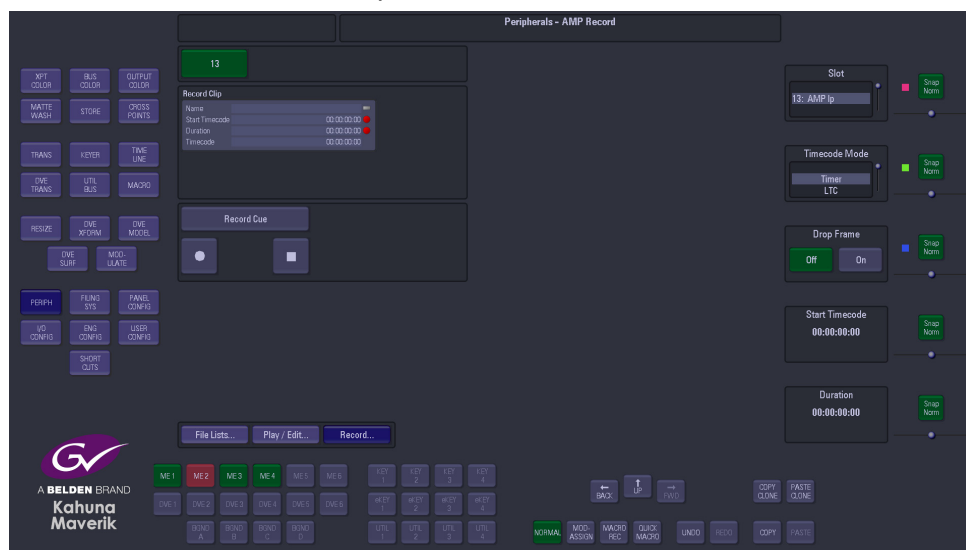 Peripherals - AMP Record
13
Record Clip
Name
Start Timecode 00:00:00:00
Duration 00:00:00:00
Timecode 00:00:00:00
Record Cue
XPT COLOR
BUS COLOR
OUTPUT COLOR
MATTE WASH
STORE
CROSS POINTS
TRANS
KEYER
TIME LINE
DVE TRANS
UTIL BUS
MACRO
RESIZE
DVE XFORM
DVE MODEL
DVE SURF
MOD-ULATE
PERIPH
FILING SYS
PANEL CONFIG
I/O CONFIG
ENG CONFIG
USER CONFIG
SHORT CUTS
Slot
13: AMP Ip
Snap Norm
Timecode Mode
Timer
LTC
Snap Norm
Drop Frame
Off
On
Snap Norm
Start Timecode
00:00:00:00
Snap Norm
Duration
00:00:00:00
Snap Norm
File Lists...
Play / Edit...
Record...
GV
A BELDEN BRAND
Kahuna
Maverik
ME 1
ME 2
ME 3
ME 4
ME 5
ME 6
DVE 1
DVE 2
DVE 3
DVE 4
DVE 5
DVE 6
BGND A
BGND B
BGND C
BGND D
KEY 1
KEY 2
KEY 3
KEY 4
eKEY 1
eKEY 2
eKEY 3
eKEY 4
UTIL 1
UTIL 2
UTIL 3
UTIL 4
BACK
UP
FWD
COPY CLONE
PASTE CLONE
NORMAL
MOD-ASSIGN
MACRO REC
QUICK MACRO
UNDO
REDO
COPY
PASTE